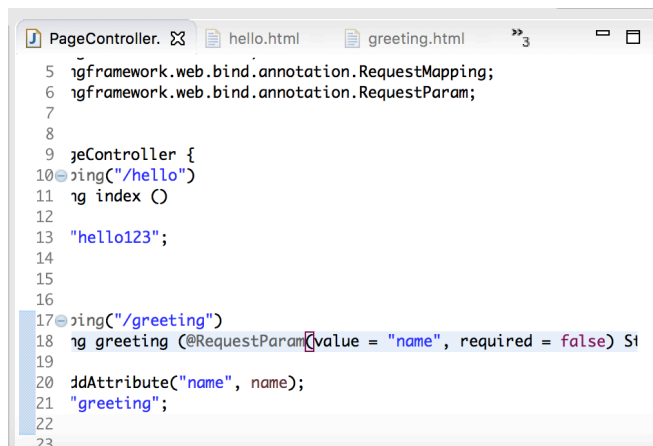 PageController. hello.html greeting.html »3
5 ngframework.web.bind.annotation.RequestMapping;
6 ngframework.web.bind.annotation.RequestParam;
7
8
9 geController {
10 ping("/hello")
11 ng index ()
12
13 "hello123";
14
15
16
17 ping("/greeting")
18 ng greeting (@RequestParam(value = "name", required = false) St
19
20 ddAttribute("name", name);
21 "greeting";
22
23